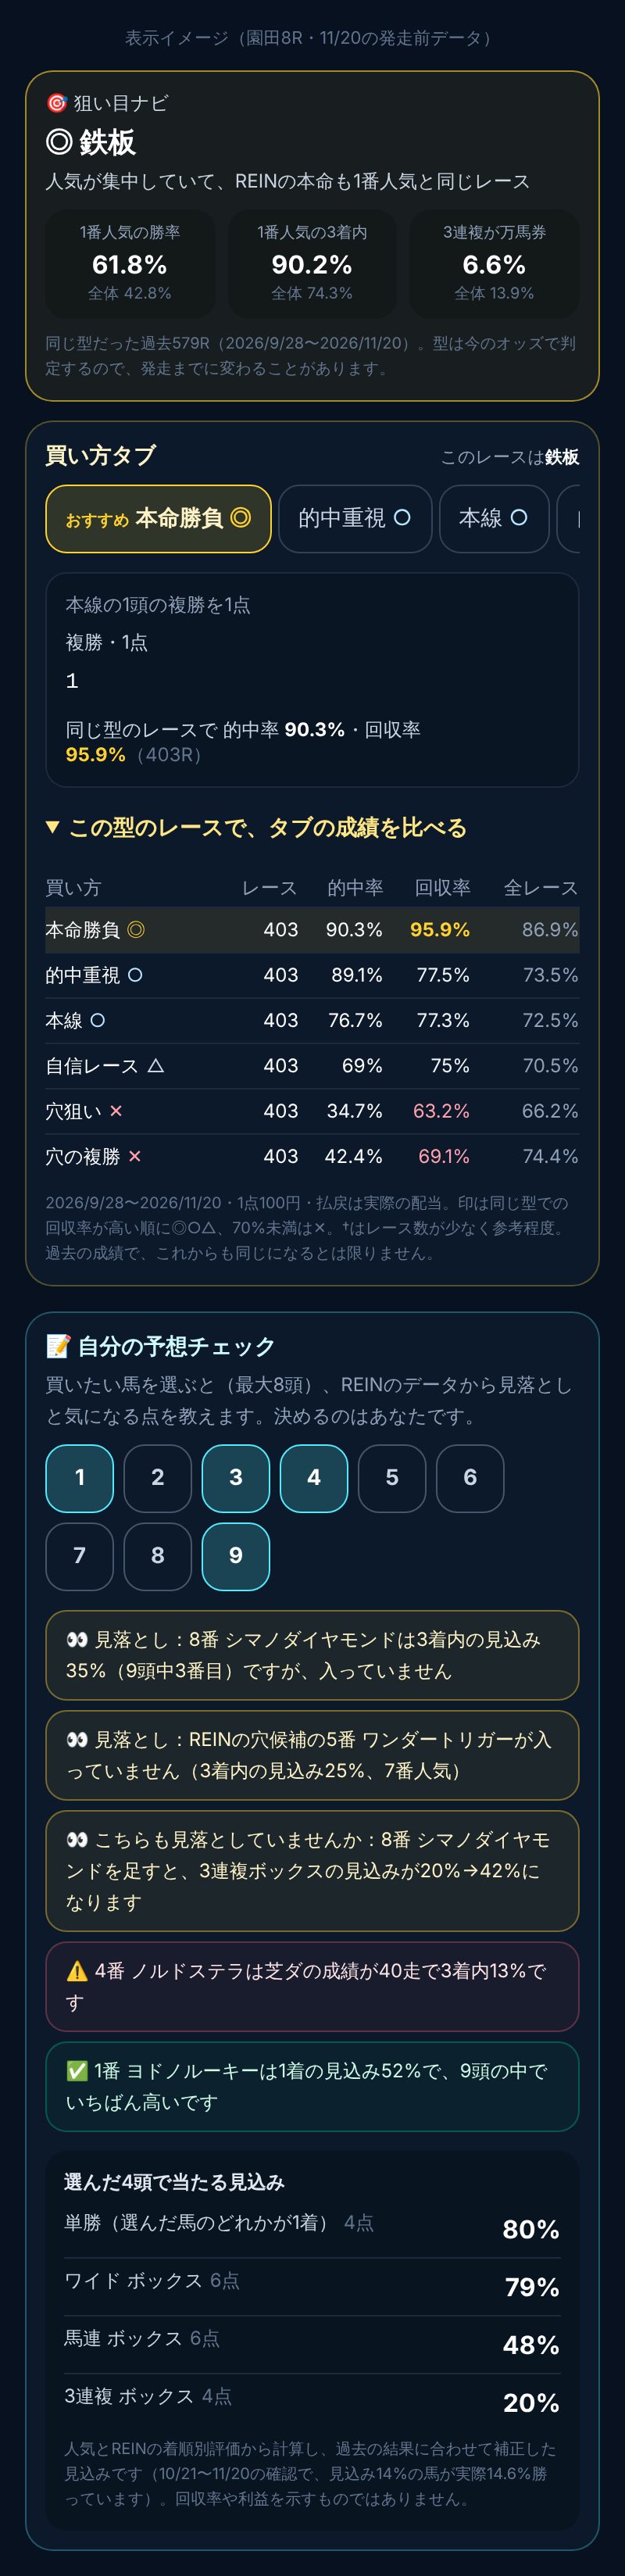 表示イメージ（園田8R・11/20の発走前データ）
🎯 狙い目ナビ
◎ 鉄板
人気が集中していて、REINの本命も1番人気と同じレース
1番人気の勝率
61.8%
全体 42.8%
1番人気の3着内
90.2%
全体 74.3%
3連複が万馬券
6.6%
全体 13.9%
同じ型だった過去579R（2026/9/28〜2026/11/20）。型は今のオッズで判
定するので、発走までに変わることがあります。
買い方タブ
このレースは鉄板
おすすめ 本命勝負 ◎
的中重視 ○
本線 ○
本線の1頭の複勝を1点
複勝・1点
1
同じ型のレースで 的中率 90.3%・回収率
95.9%（403R）
▼ この型のレースで、タブの成績を比べる
買い方 レース 的中率 回収率 全レース
本命勝負 ◎ 403 90.3% 95.9% 86.9%
的中重視 ○ 403 89.1% 77.5% 73.5%
本線 ○ 403 76.7% 77.3% 72.5%
自信レース △ 403 69% 75% 70.5%
穴狙い × 403 34.7% 63.2% 66.2%
穴の複勝 × 403 42.4% 69.1% 74.4%
2026/9/28〜2026/11/20・1点100円・払戻は実際の配当。印は同じ型での
回収率が高い順に◎○△、70%未満は×。†はレース数が少なく参考程度。
過去の成績で、これからも同じになるとは限りません。
📝 自分の予想チェック
買いたい馬を選ぶと（最大8頭）、REINのデータから見落とし
と気になる点を教えます。決めるのはあなたです。
1 2 3 4 5 6
7 8 9
👀 見落とし：8番 シマノダイヤモンドは3着内の見込み
35%（9頭中3番目）ですが、入っていません
👀 見落とし：REINの穴候補の5番 ワンダートリガーが入
っていません（3着内の見込み25%、7番人気）
👀 こちらも見落としていませんか：8番 シマノダイヤモ
ンドを足すと、3連複ボックスの見込みが20%→42%に
なります
⚠️ 4番 ノルドステラは芝ダの成績が40走で3着内13%で
す
✅ 1番 ヨドノルーキーは1着の見込み52%で、9頭の中で
いちばん高いです
選んだ4頭で当たる見込み
単勝（選んだ馬のどれかが1着） 4点 80%
ワイド ボックス 6点 79%
馬連 ボックス 6点 48%
3連複 ボックス 4点 20%
人気とREINの着順別評価から計算し、過去の結果に合わせて補正した
見込みです（10/21〜11/20の確認で、見込み14%の馬が実際14.6%勝
っています）。回収率や利益を示すものではありません。